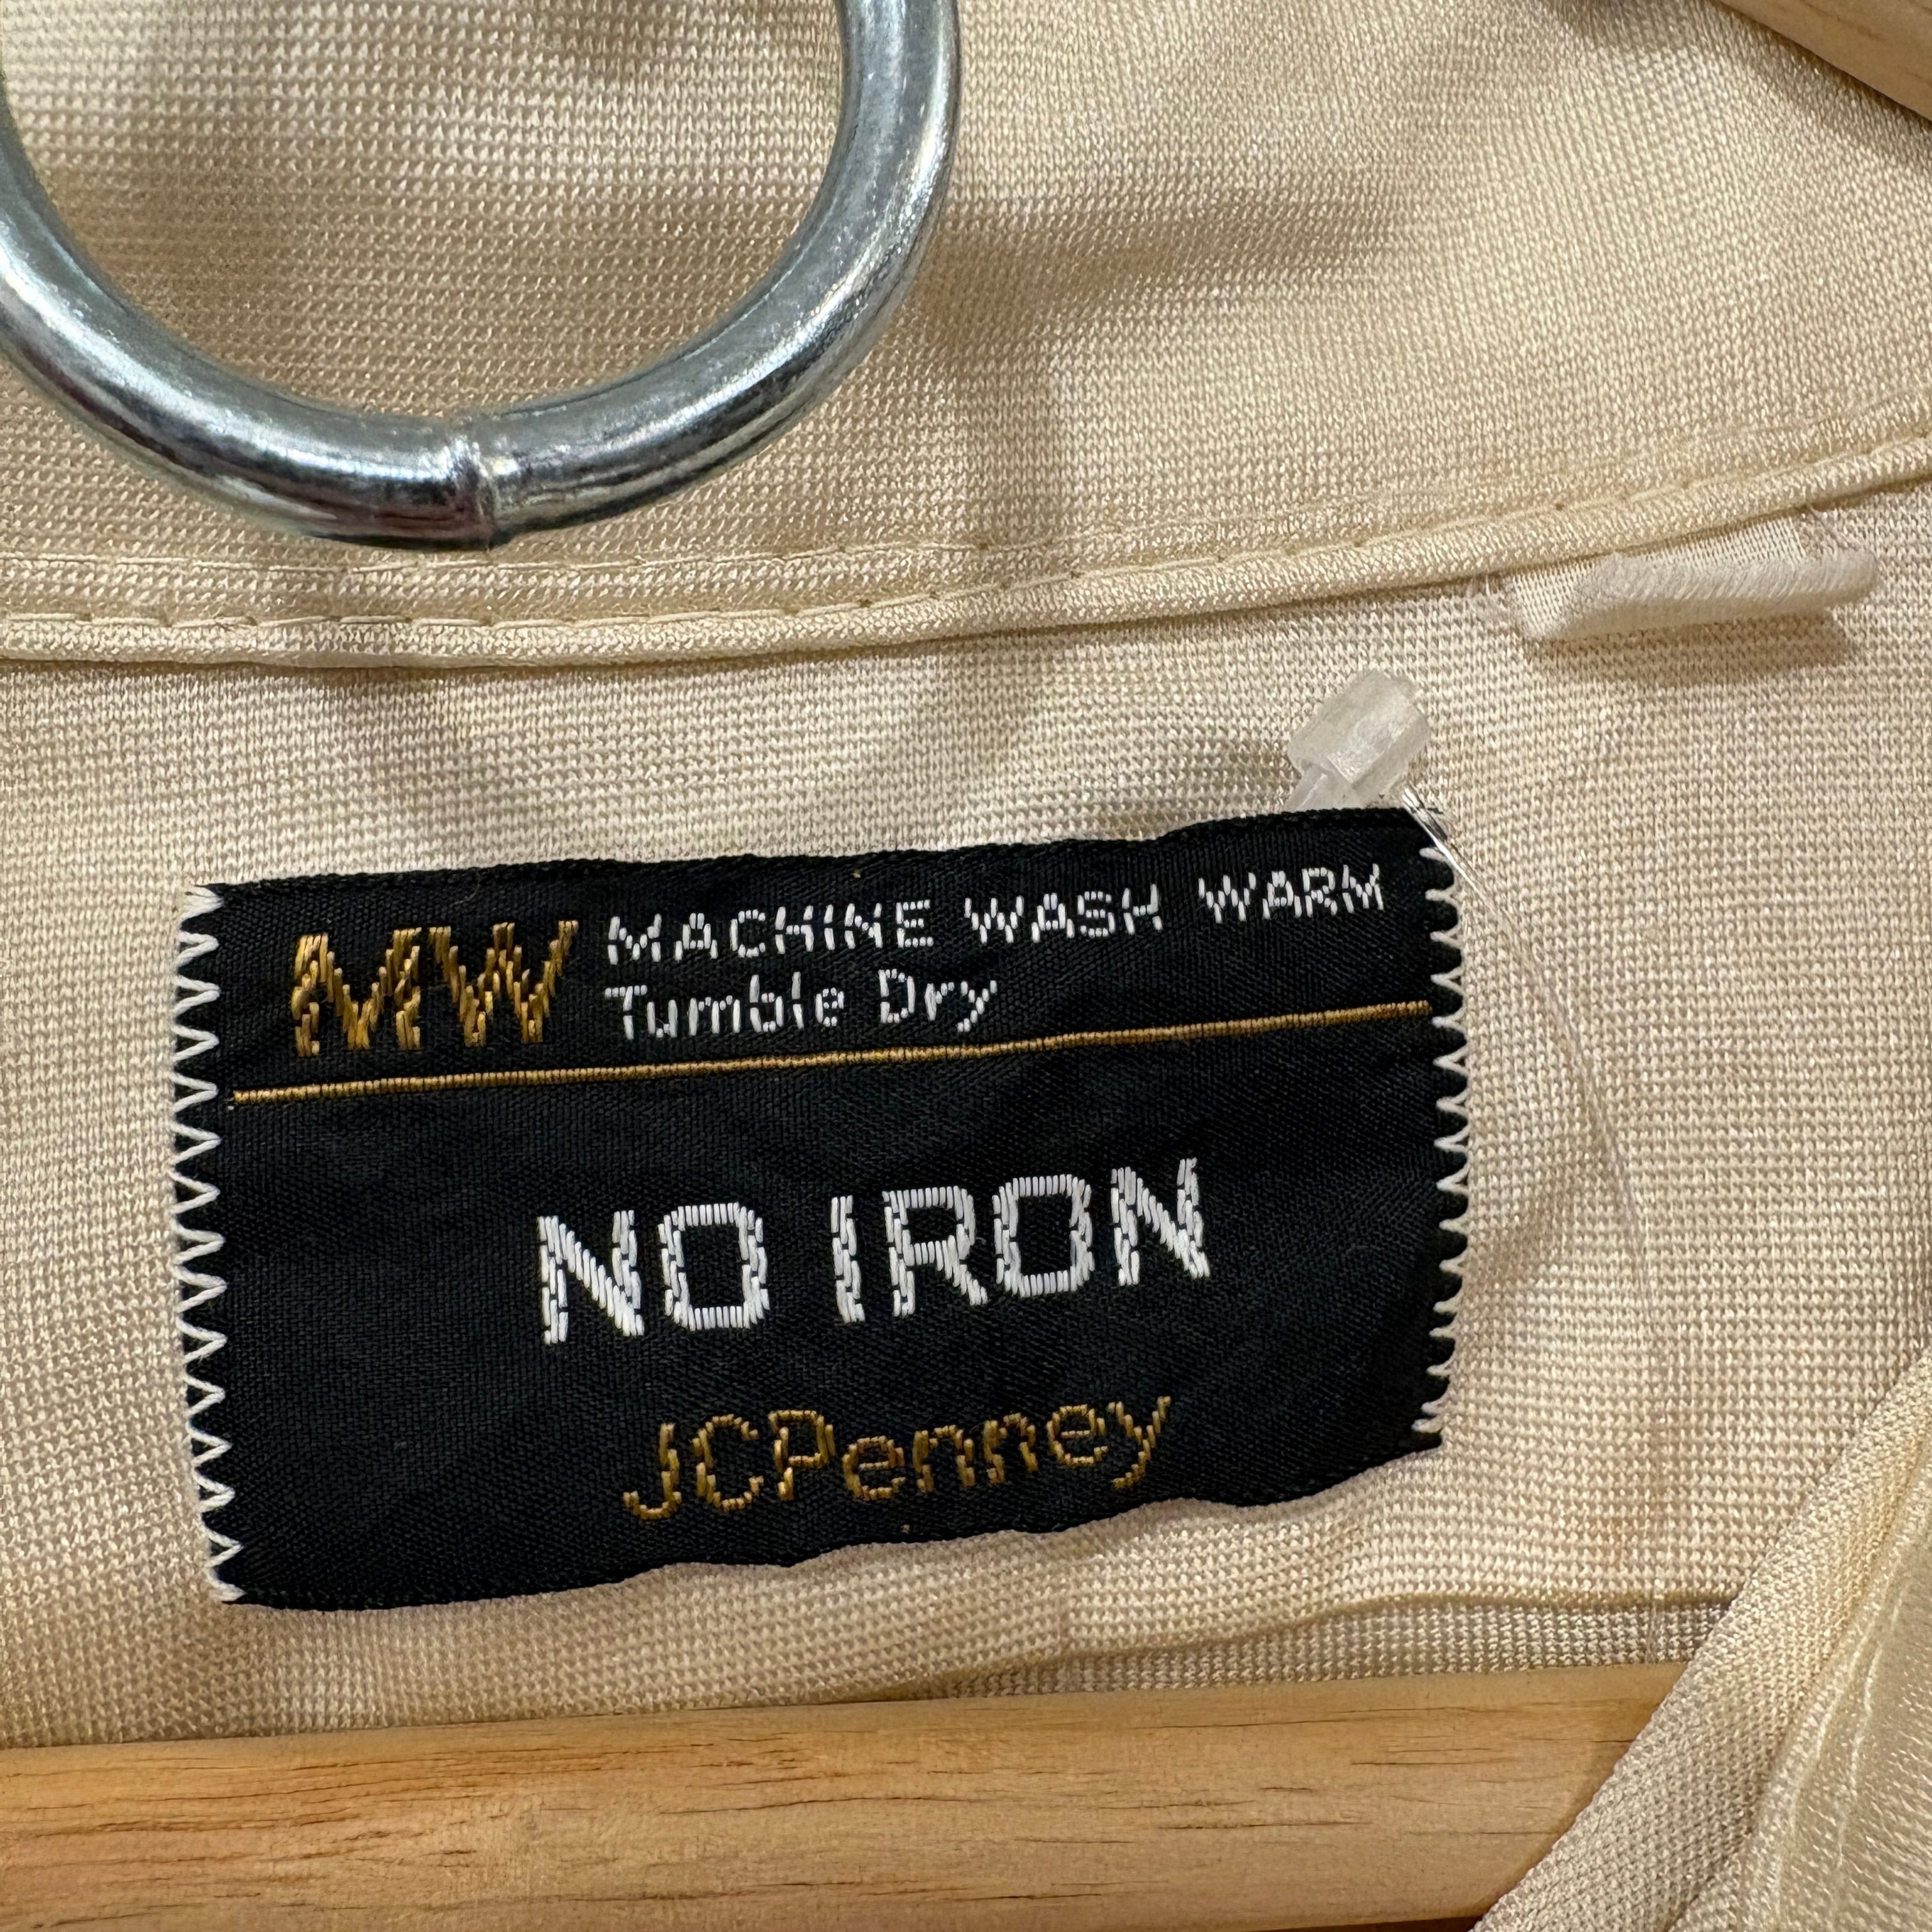 MW MACHINE WASH WARM
Tumble Dry
NO IRON
JCPenney